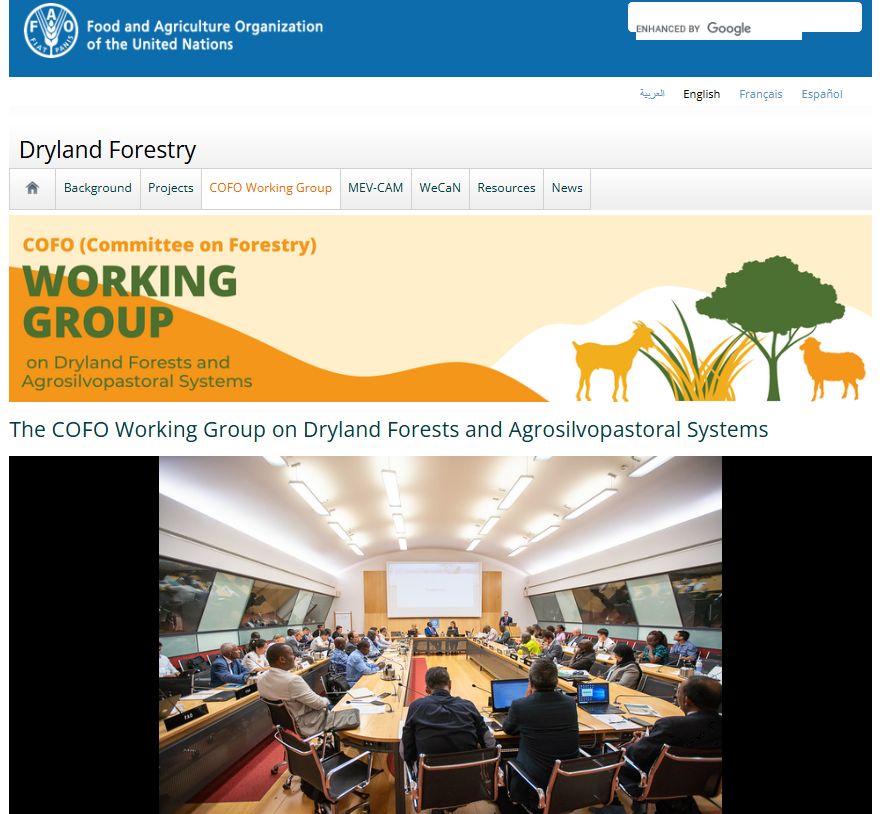 FAO
FIAT PANIS
Food and Agriculture Organization
of the United Nations
ENHANCED BY Google
العربية English Français Español
Dryland Forestry
Background Projects COFO Working Group MEV-CAM WeCaN Resources News
COFO (Committee on Forestry)
WORKING
GROUP
on Dryland Forests and
Agrosilvopastoral Systems
The COFO Working Group on Dryland Forests and Agrosilvopastoral Systems